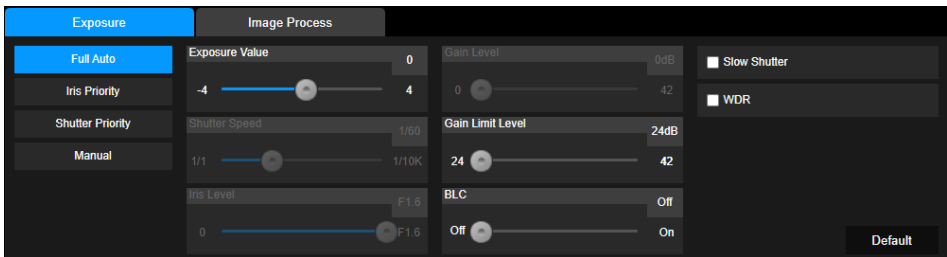 Exposure
Image Process
Full Auto
Iris Priority
Shutter Priority
Manual
Exposure Value 0
-4 4
Shutter Speed 1/60
1/1 1/10K
Iris Level F1.6
0 F1.6
Gain Level 0dB
0 42
Gain Limit Level 24dB
24 42
BLC Off
Off On
Slow Shutter
WDR
Default